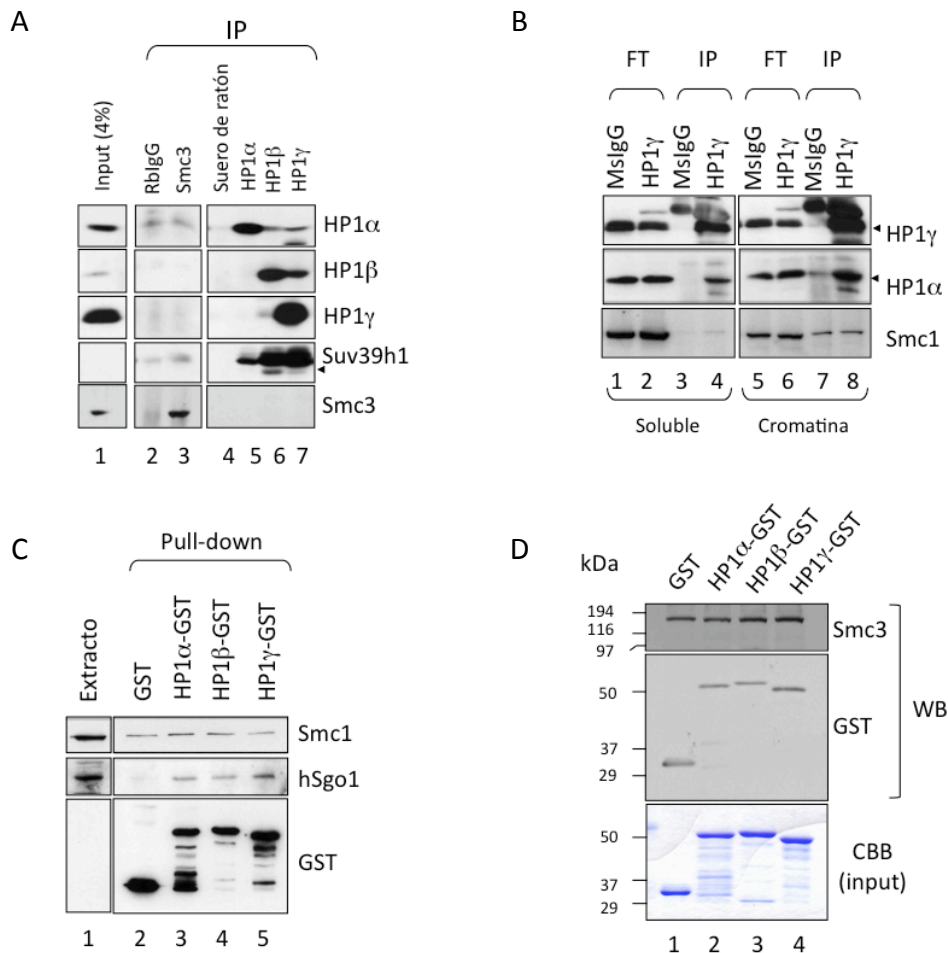 A
IP
Input (4%)
RbIgG
Smc3
Suero de ratón
HP1α
HP1β
HP1γ
HP1α
HP1β
HP1γ
Suv39h1
Smc3
1 2 3 4 5 6 7
B
FT IP FT IP
MsIgG
HP1γ
MsIgG
HP1γ
MsIgG
HP1γ
MsIgG
HP1γ
HP1γ
HP1α
Smc1
1 2 3 4 5 6 7 8
Soluble Cromatina
C
Pull-down
Extracto
GST
HP1α-GST
HP1β-GST
HP1γ-GST
Smc1
hSgo1
GST
1 2 3 4 5
D
kDa
GST
HP1α-GST
HP1β-GST
HP1γ-GST
194
116
97
Smc3
50
37
29
GST
WB
50
37
29
CBB
(input)
1 2 3 4